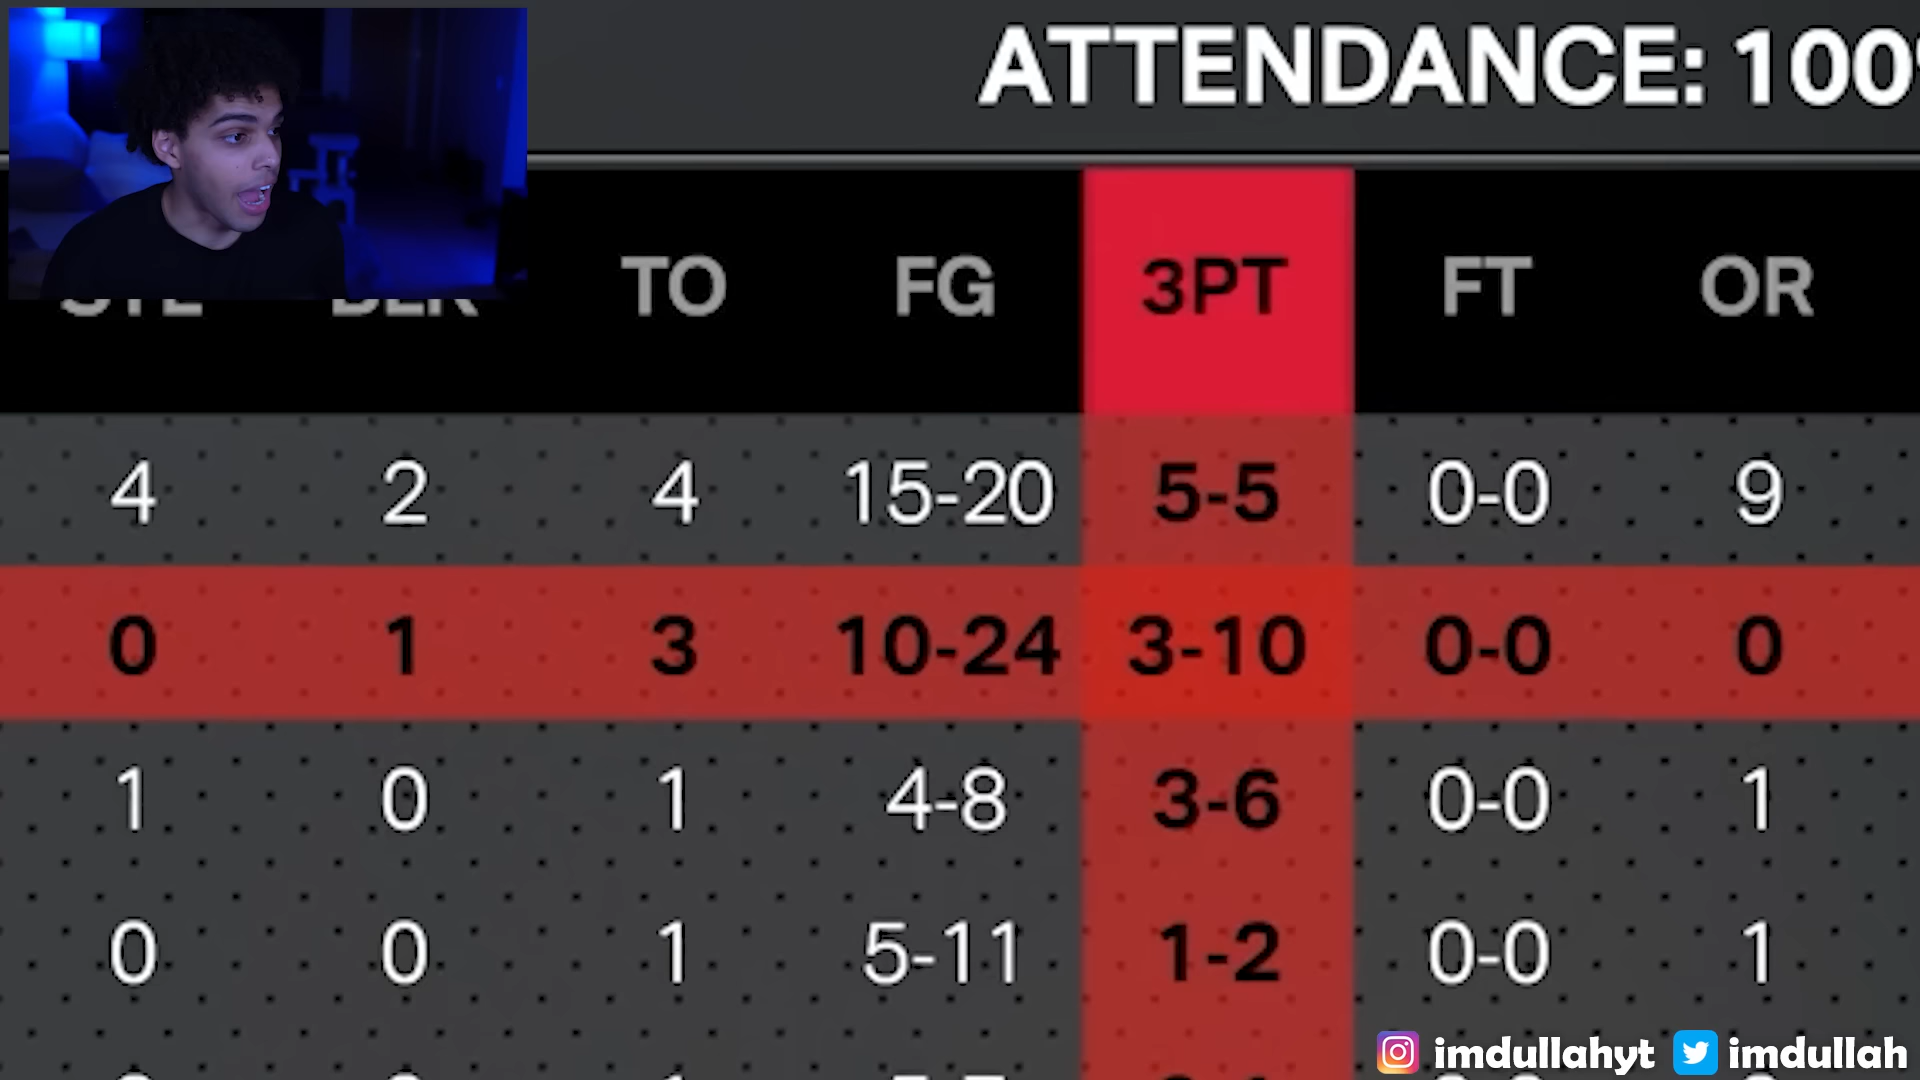 ATTENDANCE: 100%
STL BLK TO FG 3PT FT OR
4 2 4 15-20 5-5 0-0 9
0 1 3 10-24 3-10 0-0 0
1 0 1 4-8 3-6 0-0 1
0 0 1 5-11 1-2 0-0 1
imdullahyt imdullah